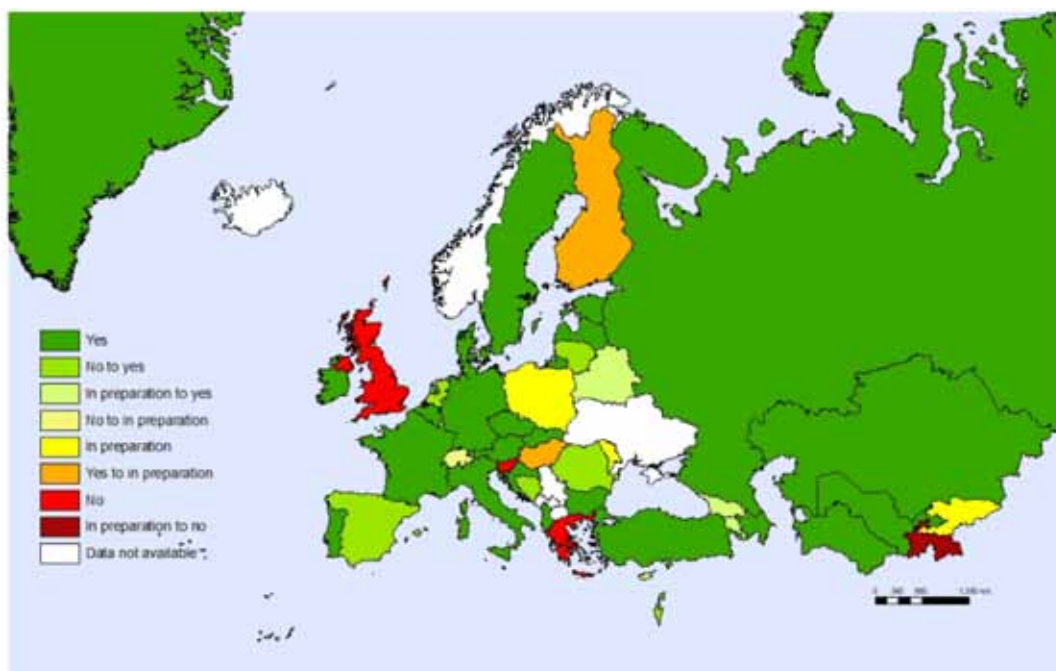 Yes
No to yes
In preparation to yes
No to in preparation
In preparation
Yes to in preparation
No
In preparation to no
Data not available
0